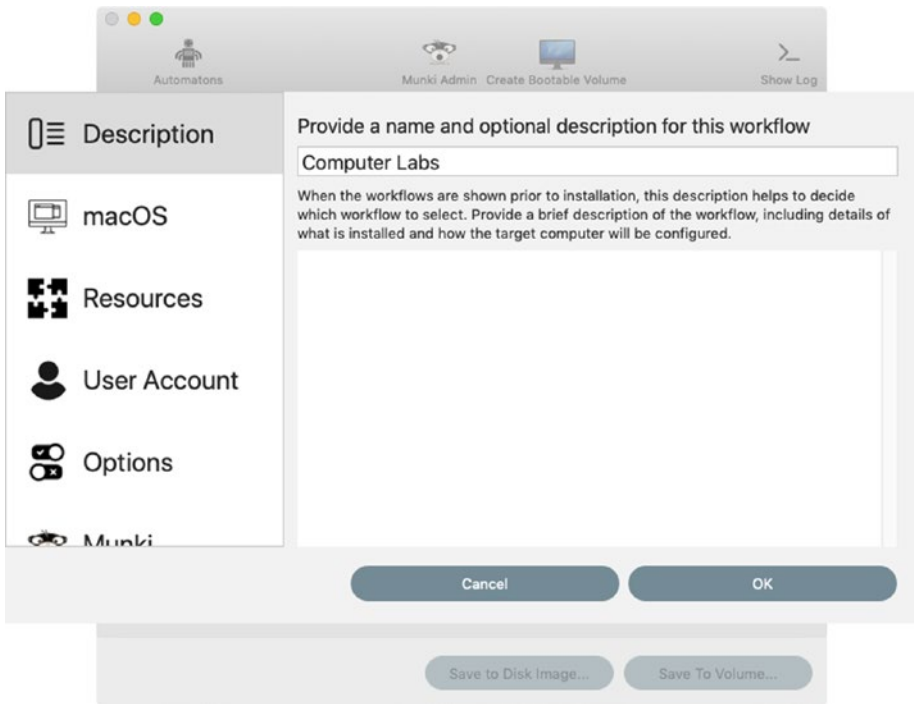 Automatons
Munki Admin
Create Bootable Volume
Show Log
Description
macOS
Resources
User Account
Options
Munki
Provide a name and optional description for this workflow
Computer Labs
When the workflows are shown prior to installation, this description helps to decide
which workflow to select. Provide a brief description of the workflow, including details of
what is installed and how the target computer will be configured.
Cancel
OK
Save to Disk Image...
Save To Volume...